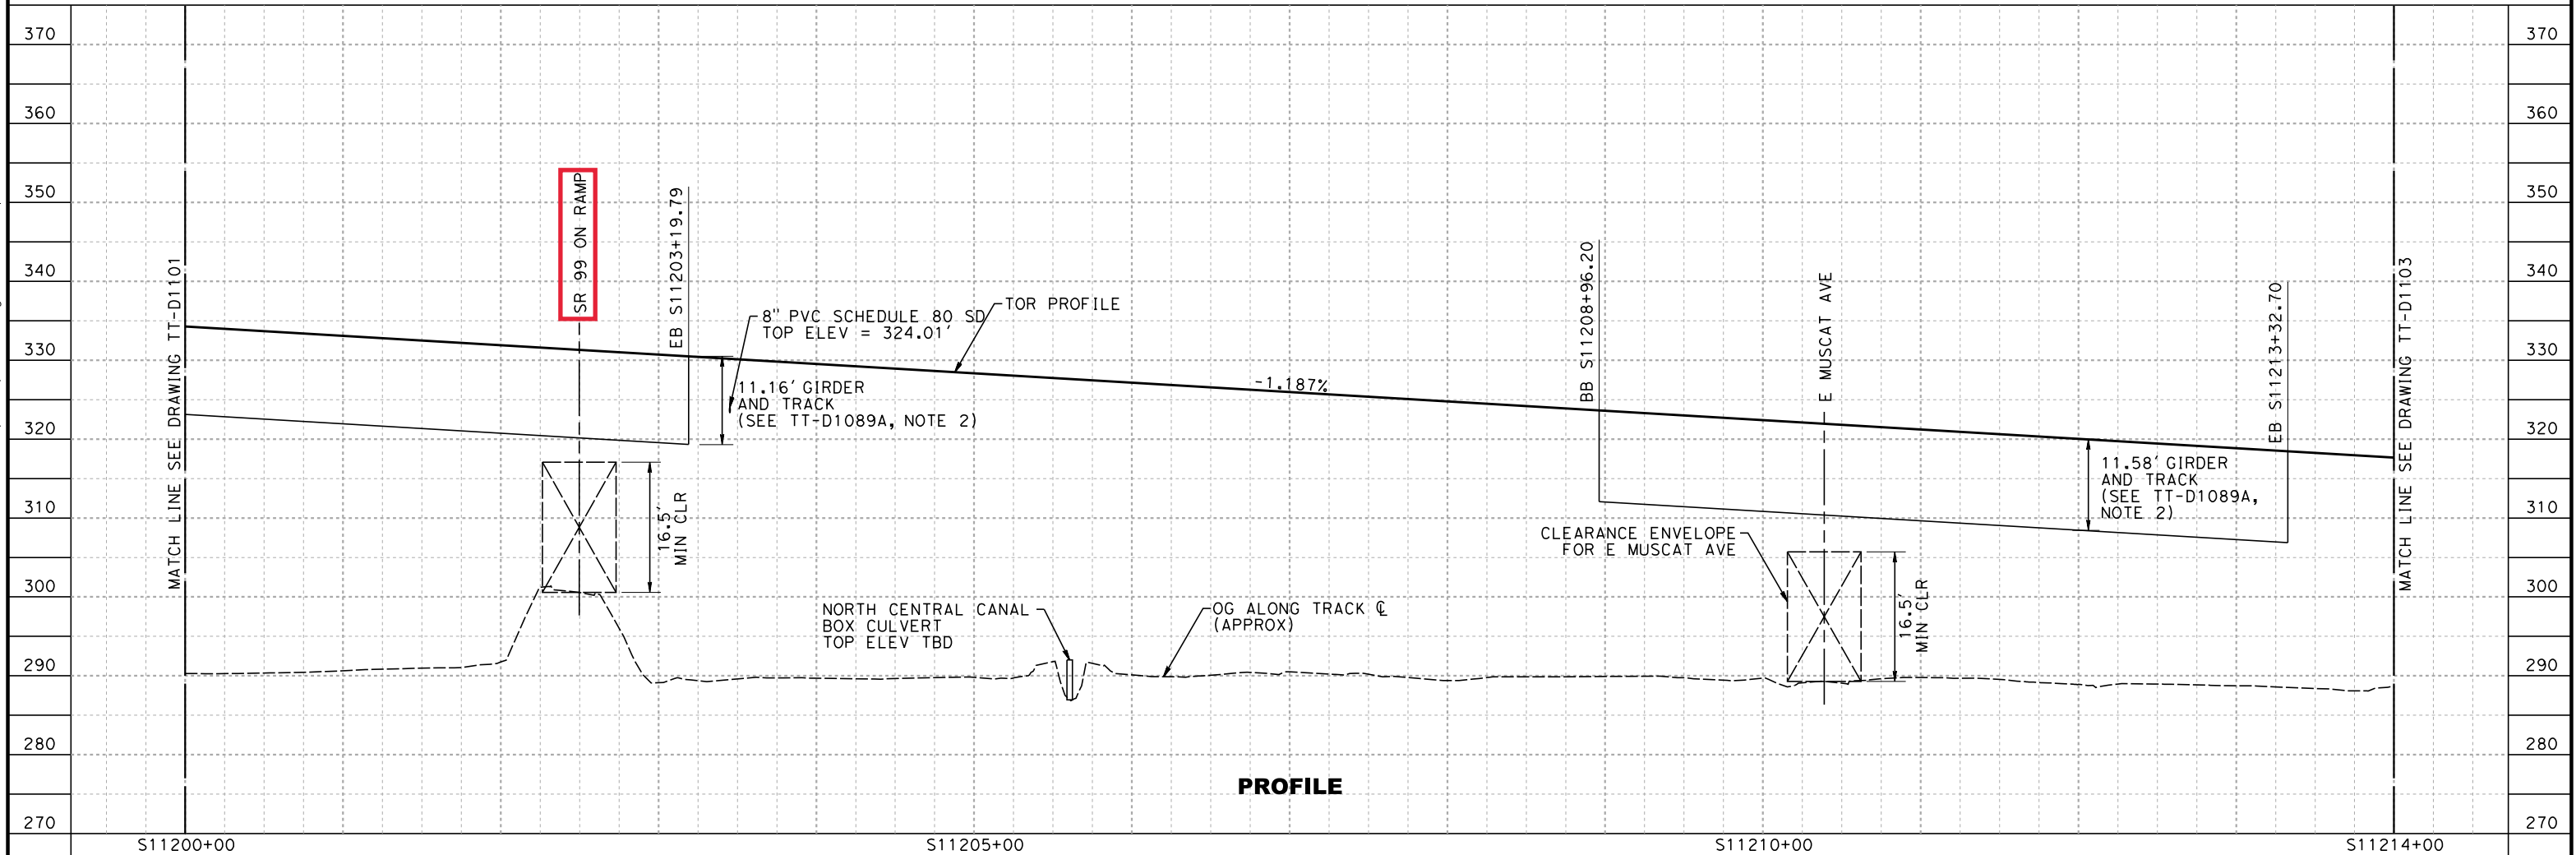 370
360
350
340
330
320
310
300
290
280
270
370
360
350
340
330
320
310
300
290
280
270
MATCH LINE SEE DRAWING TT-D1101
SR 99 ON RAMP
EB S11203+19.79
8" PVC SCHEDULE 80 SD
TOP ELEV = 324.01'
TOR PROFILE
11.16' GIRDER
AND TRACK
(SEE TT-D1089A, NOTE 2)
-1.187%
16.5'
MIN CLR
NORTH CENTRAL CANAL
BOX CULVERT
TOP ELEV TBD
OG ALONG TRACK ℄
(APPROX)
BB S11208+96.20
E MUSCAT AVE
CLEARANCE ENVELOPE
FOR E MUSCAT AVE
16.5'
MIN CLR
11.58' GIRDER
AND TRACK
(SEE TT-D1089A,
NOTE 2)
EB S11213+32.70
MATCH LINE SEE DRAWING TT-D1103
PROFILE
S11200+00
S11205+00
S11210+00
S11214+00